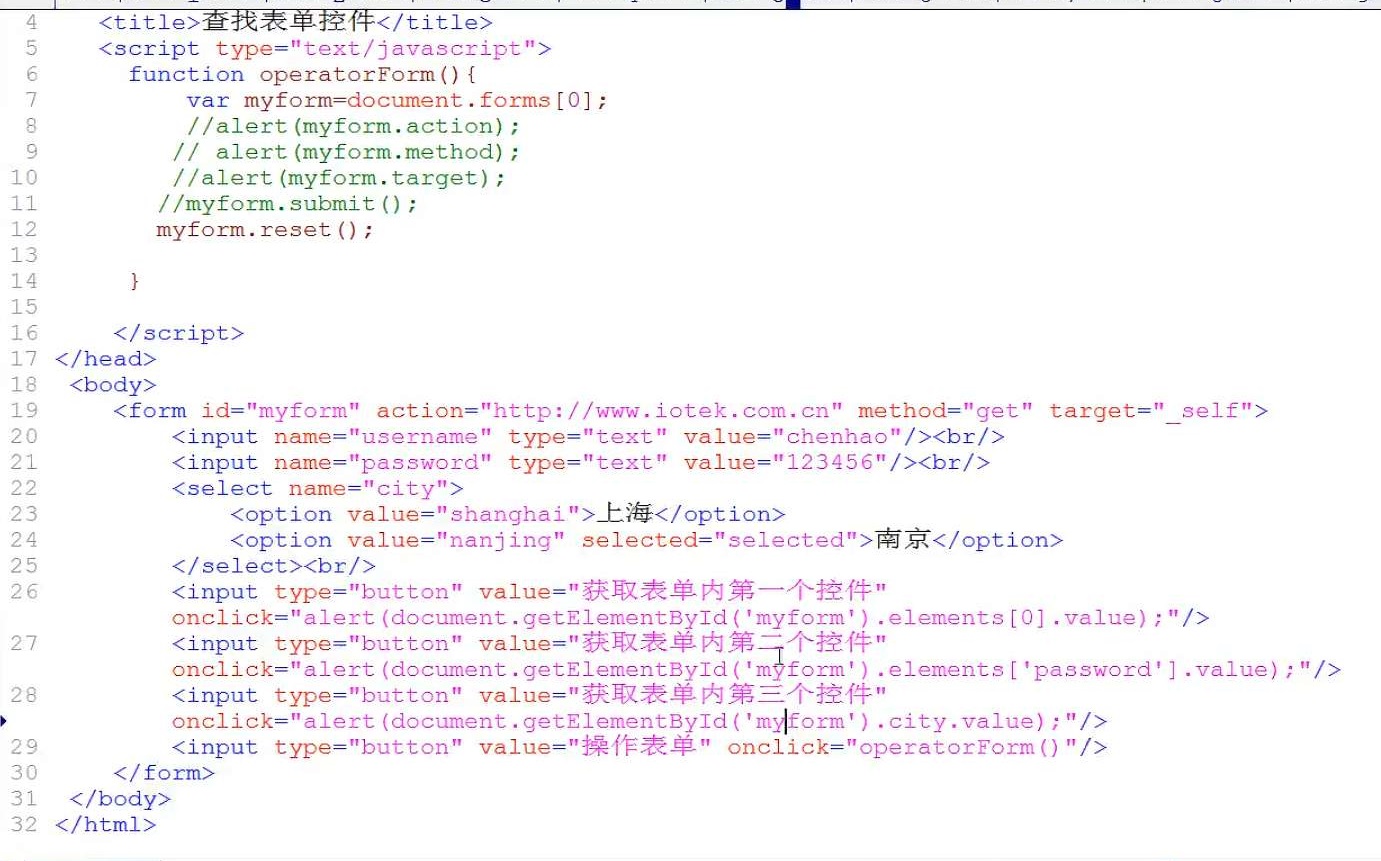 4 <title>查找表单控件</title>
5 <script type="text/javascript">
6 function operatorForm(){
7 var myform=document.forms[0];
8 //alert(myform.action);
9 // alert(myform.method);
10 //alert(myform.target);
11 //myform.submit();
12 myform.reset();
13
14 }
15
16 </script>
17 </head>
18 <body>
19 <form id="myform" action="http://www.iotek.com.cn" method="get" target="_self">
20 <input name="username" type="text" value="chenhao"/><br/>
21 <input name="password" type="text" value="123456"/><br/>
22 <select name="city">
23 <option value="shanghai">上海</option>
24 <option value="nanjing" selected="selected">南京</option>
25 </select><br/>
26 <input type="button" value="获取表单内第一个控件"
onclick="alert(document.getElementById('myform').elements[0].value);"/>
27 <input type="button" value="获取表单内第二个控件"
onclick="alert(document.getElementById('myform').elements['password'].value);"/>
28 <input type="button" value="获取表单内第三个控件"
onclick="alert(document.getElementById('myform').city.value);"/>
29 <input type="button" value="操作表单" onclick="operatorForm()"/>
30 </form>
31 </body>
32 </html>